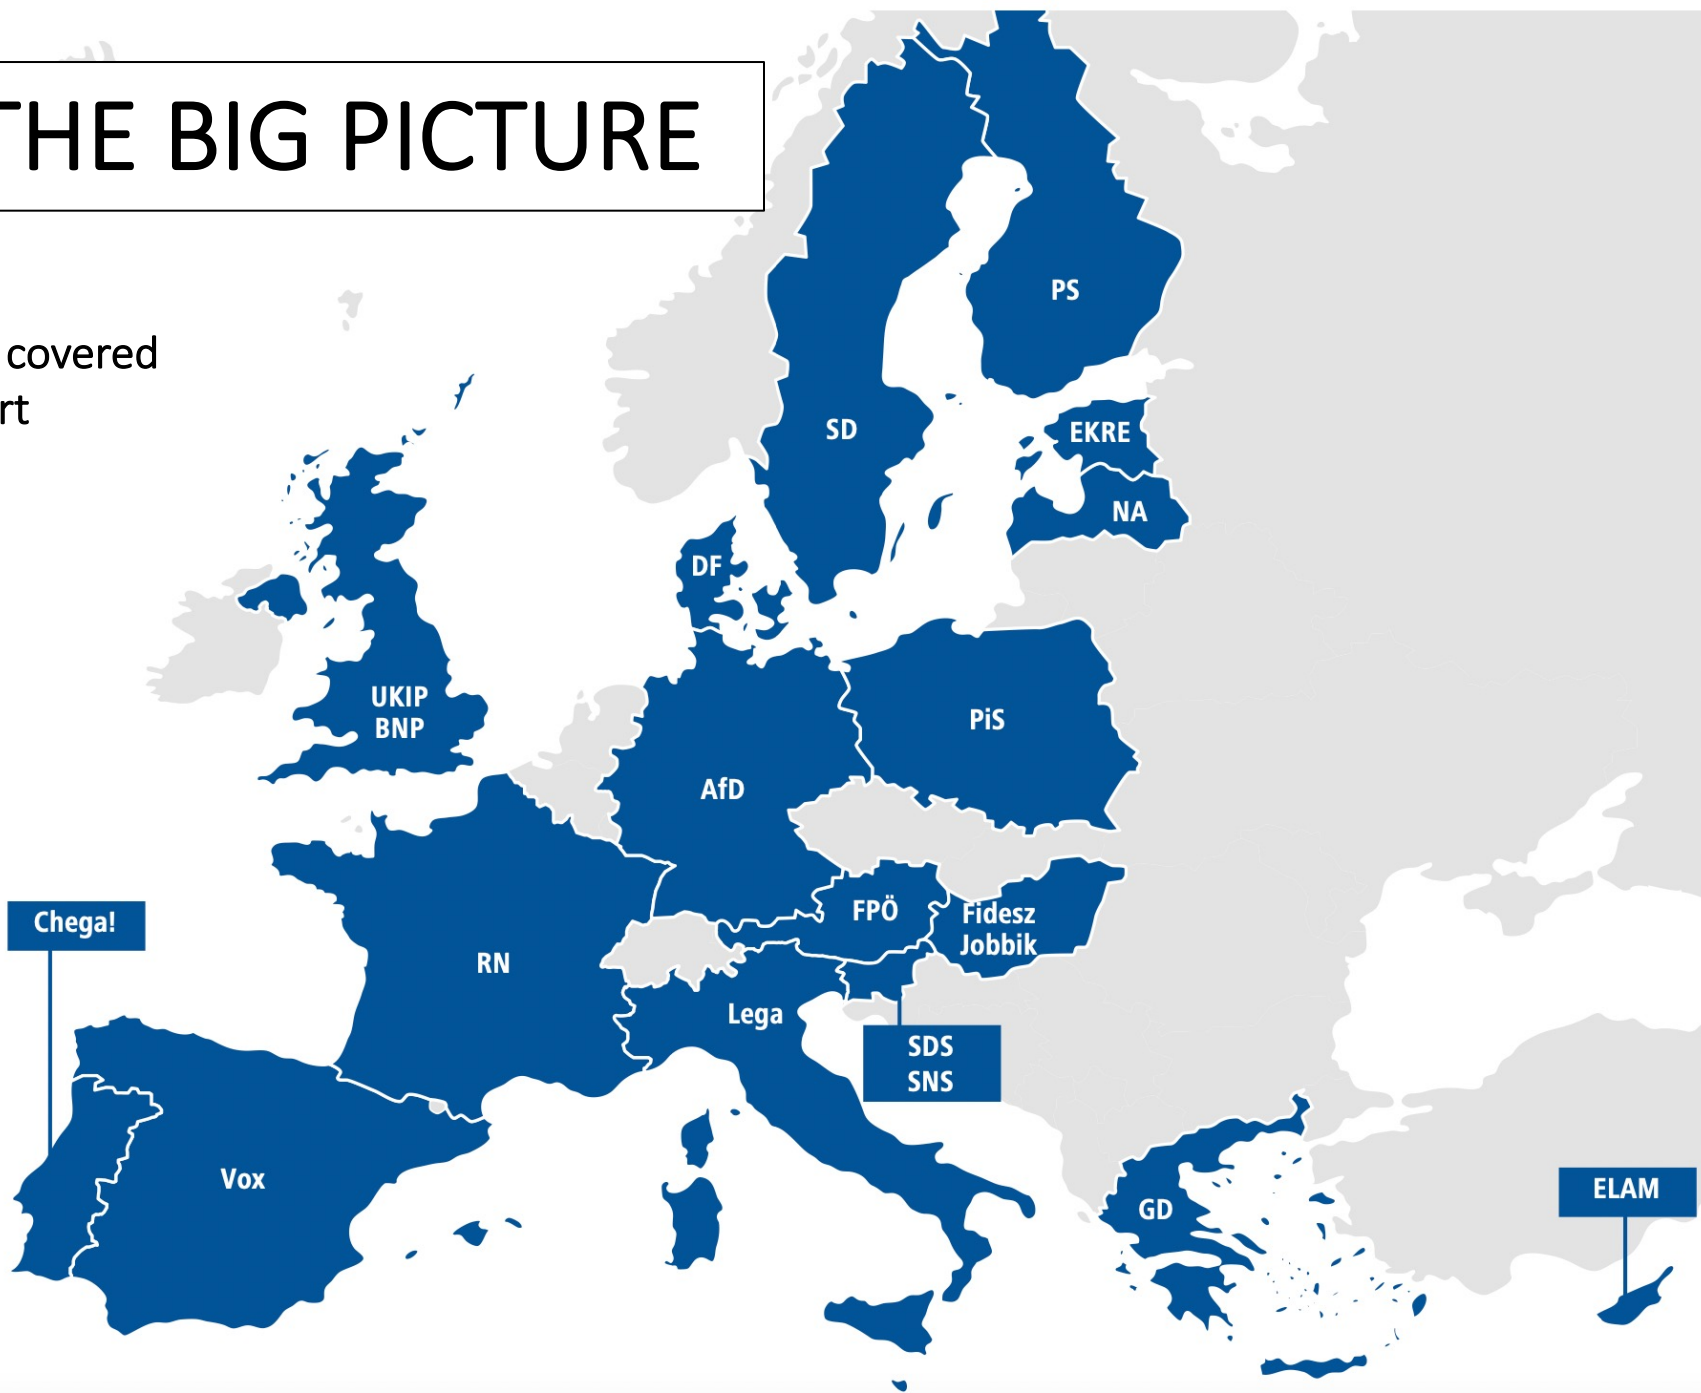 THE BIG PICTURE
covered
rt
PS
SD
EKRE
NA
DF
UKIP
BNP
PiS
AfD
Chega!
FPÖ
Fidesz
Jobbik
RN
Lega
SDS
SNS
Vox
GD
ELAM